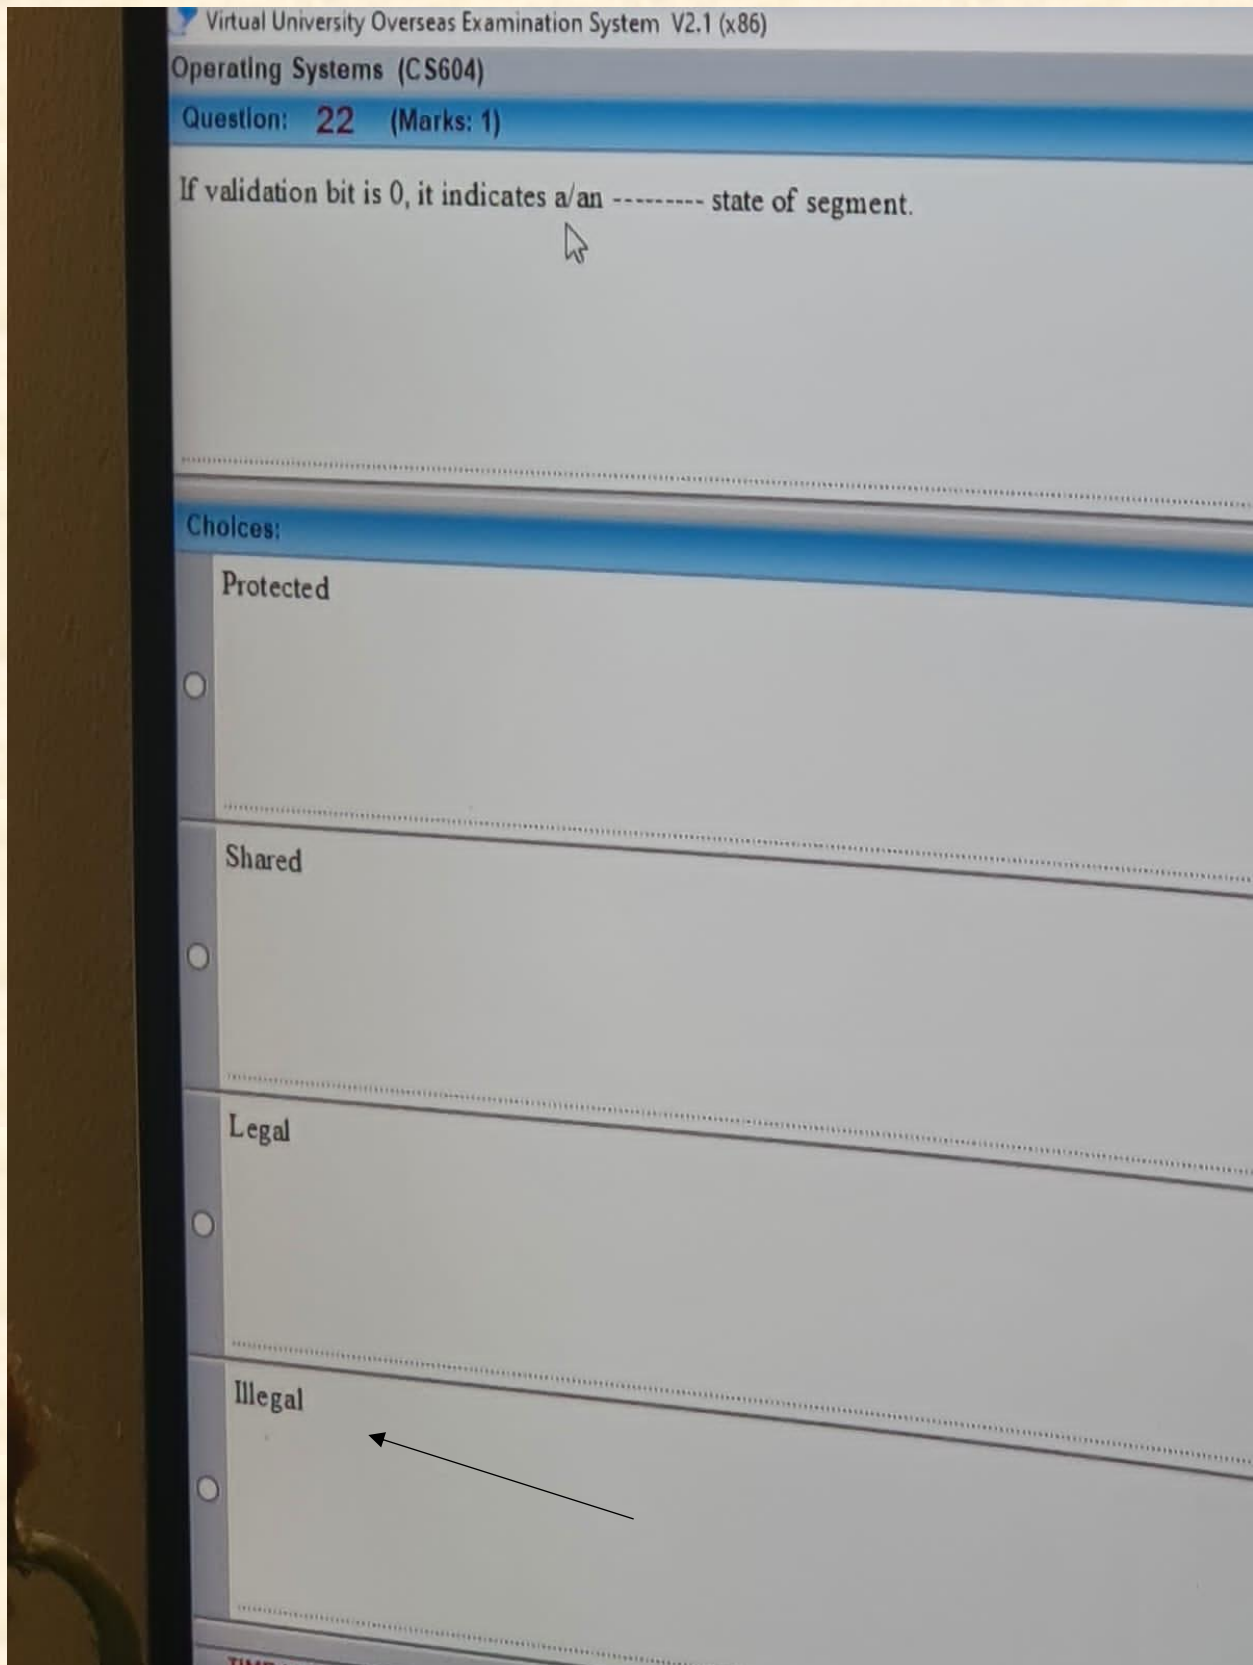 Virtual University Overseas Examination System V2.1 (x86)
Operating Systems (CS604)
Question: 22 (Marks: 1)
If validation bit is 0, it indicates a/an --------- state of segment.
Choices:
Protected
Shared
Legal
Illegal